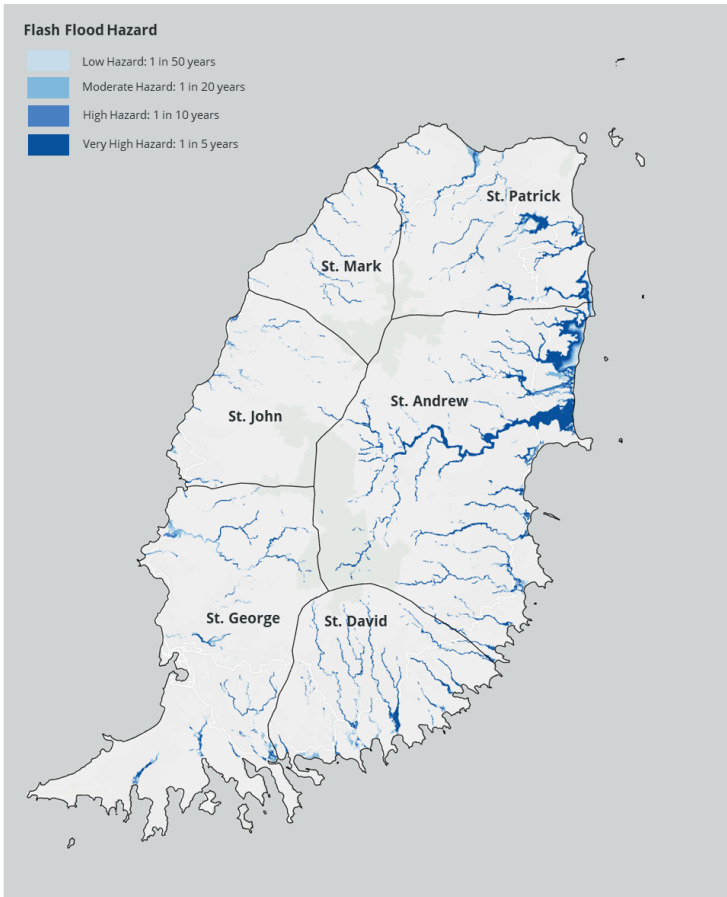 Flash Flood Hazard
Low Hazard: 1 in 50 years
Moderate Hazard: 1 in 20 years
High Hazard: 1 in 10 years
Very High Hazard: 1 in 5 years
St. Patrick
St. Mark
St. Andrew
St. John
St. George
St. David